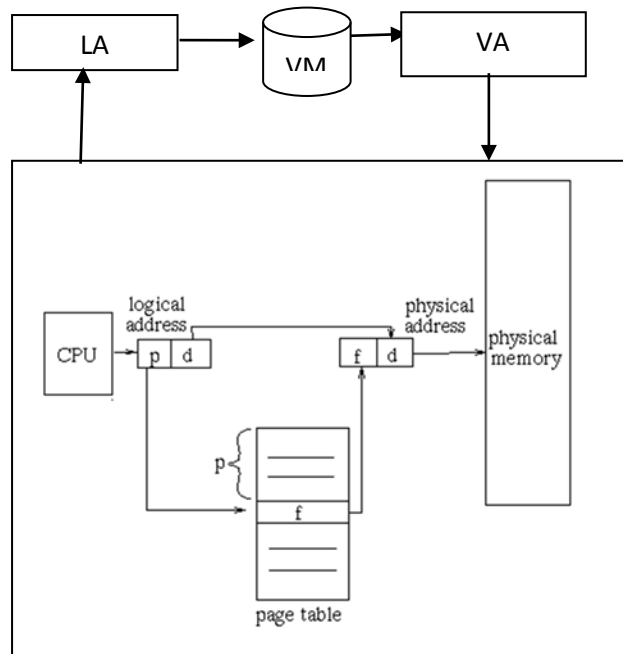 LA
VM
VA
logical
address
physical
address
CPU
p d
f d
physical
memory
p
f
page table